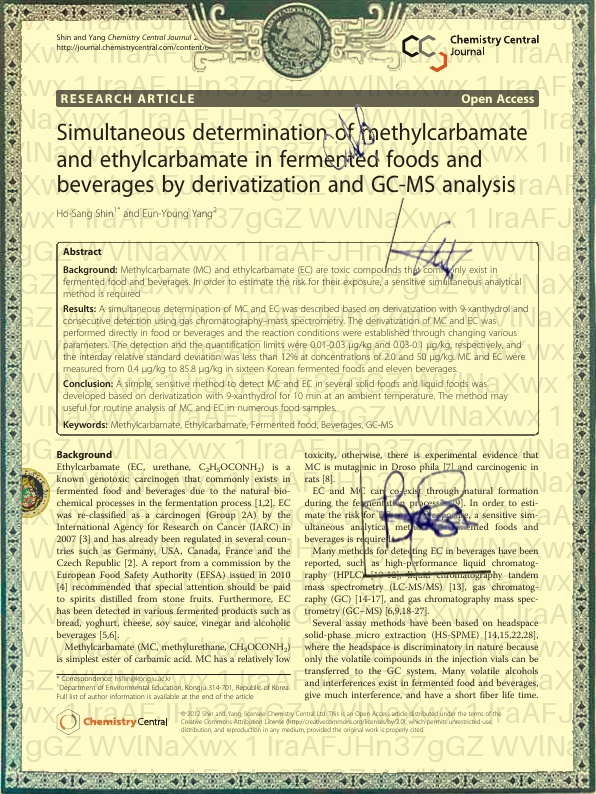 Shin and Yang Chemistry Central Journal
http://journal.chemistrycentral.com/content/
Chemistry Central
Journal
RESEARCH ARTICLE Open Access
Simultaneous determination of methylcarbamate
and ethylcarbamate in fermented foods and
beverages by derivatization and GC-MS analysis
Ho-Sang Shin1* and Eun-Young Yang2
Abstract
Background: Methylcarbamate (MC) and ethylcarbamate (EC) are toxic compounds that commonly exist in
fermented food and beverages. In order to estimate the risk for their exposure, a sensitive simultaneous analytical
method is required
Results: A simultaneous determination of MC and EC was described based on derivatization with 9-xanthydrol and
consecutive detection using gas chromatography-mass spectrometry. The derivatization of MC and EC was
performed directly in food or beverages and the reaction conditions were established through changing various
parameters. The detection and the quantification limits were 0.01-0.03 μg/kg and 0.03-0.1 μg/kg, respectively, and
the interday relative standard deviation was less than 12% at concentrations of 2.0 and 50 μg/kg. MC and EC were
measured from 0.4 μg/kg to 85.8 μg/kg in sixteen Korean fermented foods and eleven beverages.
Conclusion: A simple, sensitive method to detect MC and EC in several solid foods and liquid foods was
developed based on derivatization with 9-xanthydrol for 10 min at an ambient temperature. The method may
useful for routine analysis of MC and EC in numerous food samples.
Keywords: Methylcarbamate, Ethylcarbamate, Fermented food, Beverages, GC-MS
Background
Ethylcarbamate (EC, urethane, C2H5OCONH2) is a
known genotoxic carcinogen that commonly exists in
fermented food and beverages due to the natural bio-
chemical processes in the fermentation process [1,2]. EC
was re-classified as a carcinogen (Group 2A) by the
International Agency for Research on Cancer (IARC) in
2007 [3] and has already been regulated in several coun-
tries such as Germany, USA, Canada, France and the
Czech Republic [2]. A report from a commission by the
European Food Safety Authority (EFSA) issued in 2010
[4] recommended that special attention should be paid
to spirits distilled from stone fruits. Furthermore, EC
has been detected in various fermented products such as
bread, yoghurt, cheese, soy sauce, vinegar and alcoholic
beverages [5,6].
Methylcarbamate (MC, methylurethane, CH3OCONH2)
is simplest ester of carbamic acid. MC has a relatively low
toxicity, otherwise, there is experimental evidence that
MC is mutagenic in Droso phila [7] and carcinogenic in
rats [8].
EC and MC can exist through natural formation
during the fermenting process [9]. In order to esti-
mate the risk for a sensitive sim-
ultaneous analytical method fermented foods and
beverages is required.
Many methods for detecting EC in beverages have been
reported, such as high-performance liquid chromatog-
raphy (HPLC) liquid chromatography tandem
mass spectrometry (LC-MS/MS) [13], gas chromatog-
raphy (GC) [14-17], and gas chromatography mass spec-
trometry (GC–MS) [6,9,18-27].
Several assay methods have been based on headspace
solid-phase micro extraction (HS-SPME) [14,15,22,28],
where the headspace is discriminatory in nature because
only the volatile compounds in the injection vials can be
transferred to the GC system. Many volatile alcohols
and interferences exist in fermented food and beverages,
give much interference, and have a short fiber life time.
* Correspondence: hshin@kongju.ac.kr
1Department of Environmental Education, Kongju 314-701, Republic of Korea
Full list of author information is available at the end of the article
Chemistry Central
© 2012 Shin and Yang; licensee Chemistry Central Ltd. This is an Open Access article distributed under the terms of the
Creative Commons Attribution License (http://creativecommons.org/licenses/by/2.0), which permits unrestricted use,
distribution, and reproduction in any medium, provided the original work is properly cited.